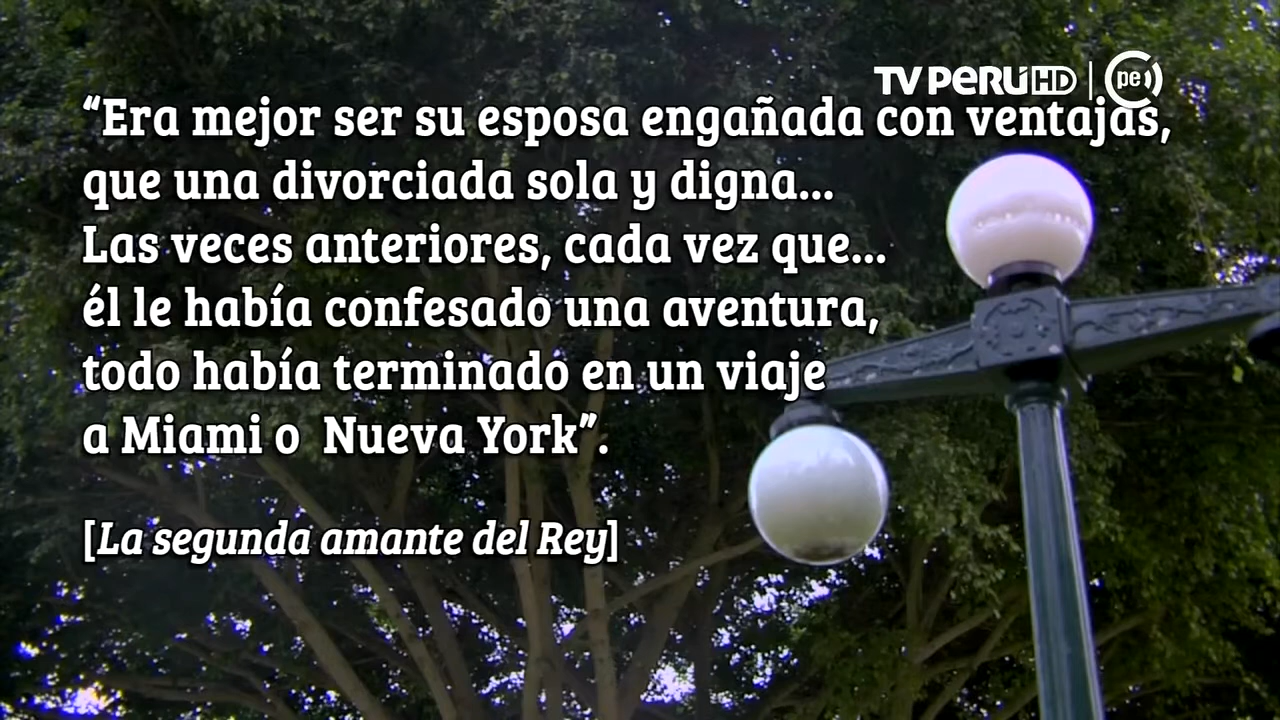 TV PERÚ HD | pe
“Era mejor ser su esposa engañada con ventajas,
que una divorciada sola y digna...
Las veces anteriores, cada vez que...
él le había confesado una aventura,
todo había terminado en un viaje
a Miami o  Nueva York”.
[La segunda amante del Rey]